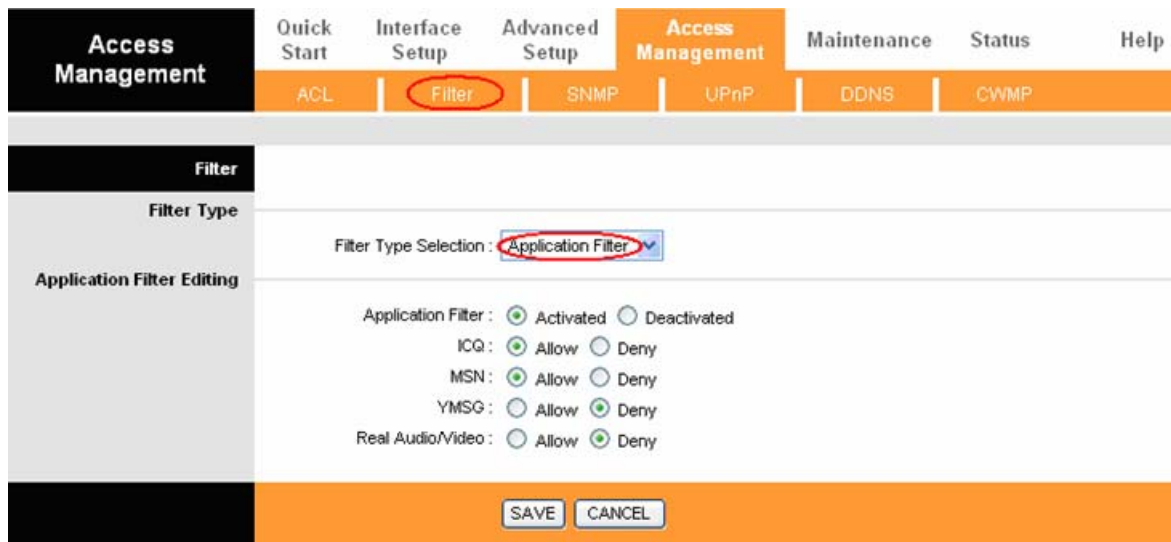 Access Management
Quick Start
Interface Setup
Advanced Setup
Access Management
Maintenance
Status
Help
ACL
Filter
SNMP
UPnP
DDNS
CWMP
Filter
Filter Type
Filter Type Selection : Application Filter
Application Filter Editing
Application Filter : Activated Deactivated
ICQ : Allow Deny
MSN : Allow Deny
YMSG : Allow Deny
Real Audio/Video : Allow Deny
SAVE CANCEL